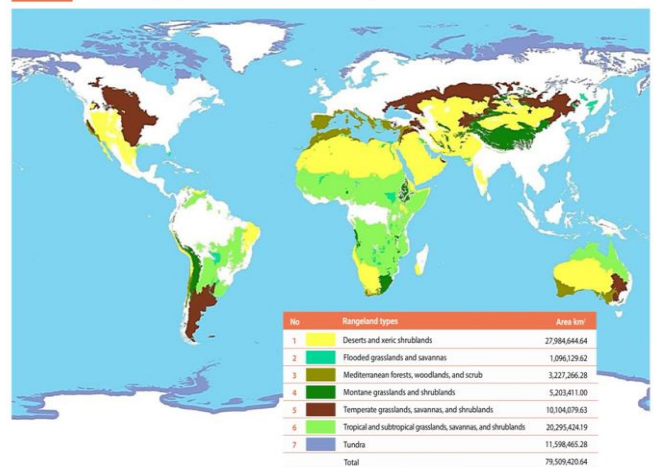 No Rangeland types Area km²
1 Deserts and xeric shrublands 27,984,644.64
2 Flooded grasslands and savannas 1,096,129.62
3 Mediterranean forests, woodlands, and scrub 3,227,266.28
4 Montane grasslands and shrublands 5,203,411.00
5 Temperate grasslands, savannas, and shrublands 10,104,079.63
6 Tropical and subtropical grasslands, savannas, and shrublands 20,295,424.19
7 Tundra 11,598,465.28
Total 79,509,420.64